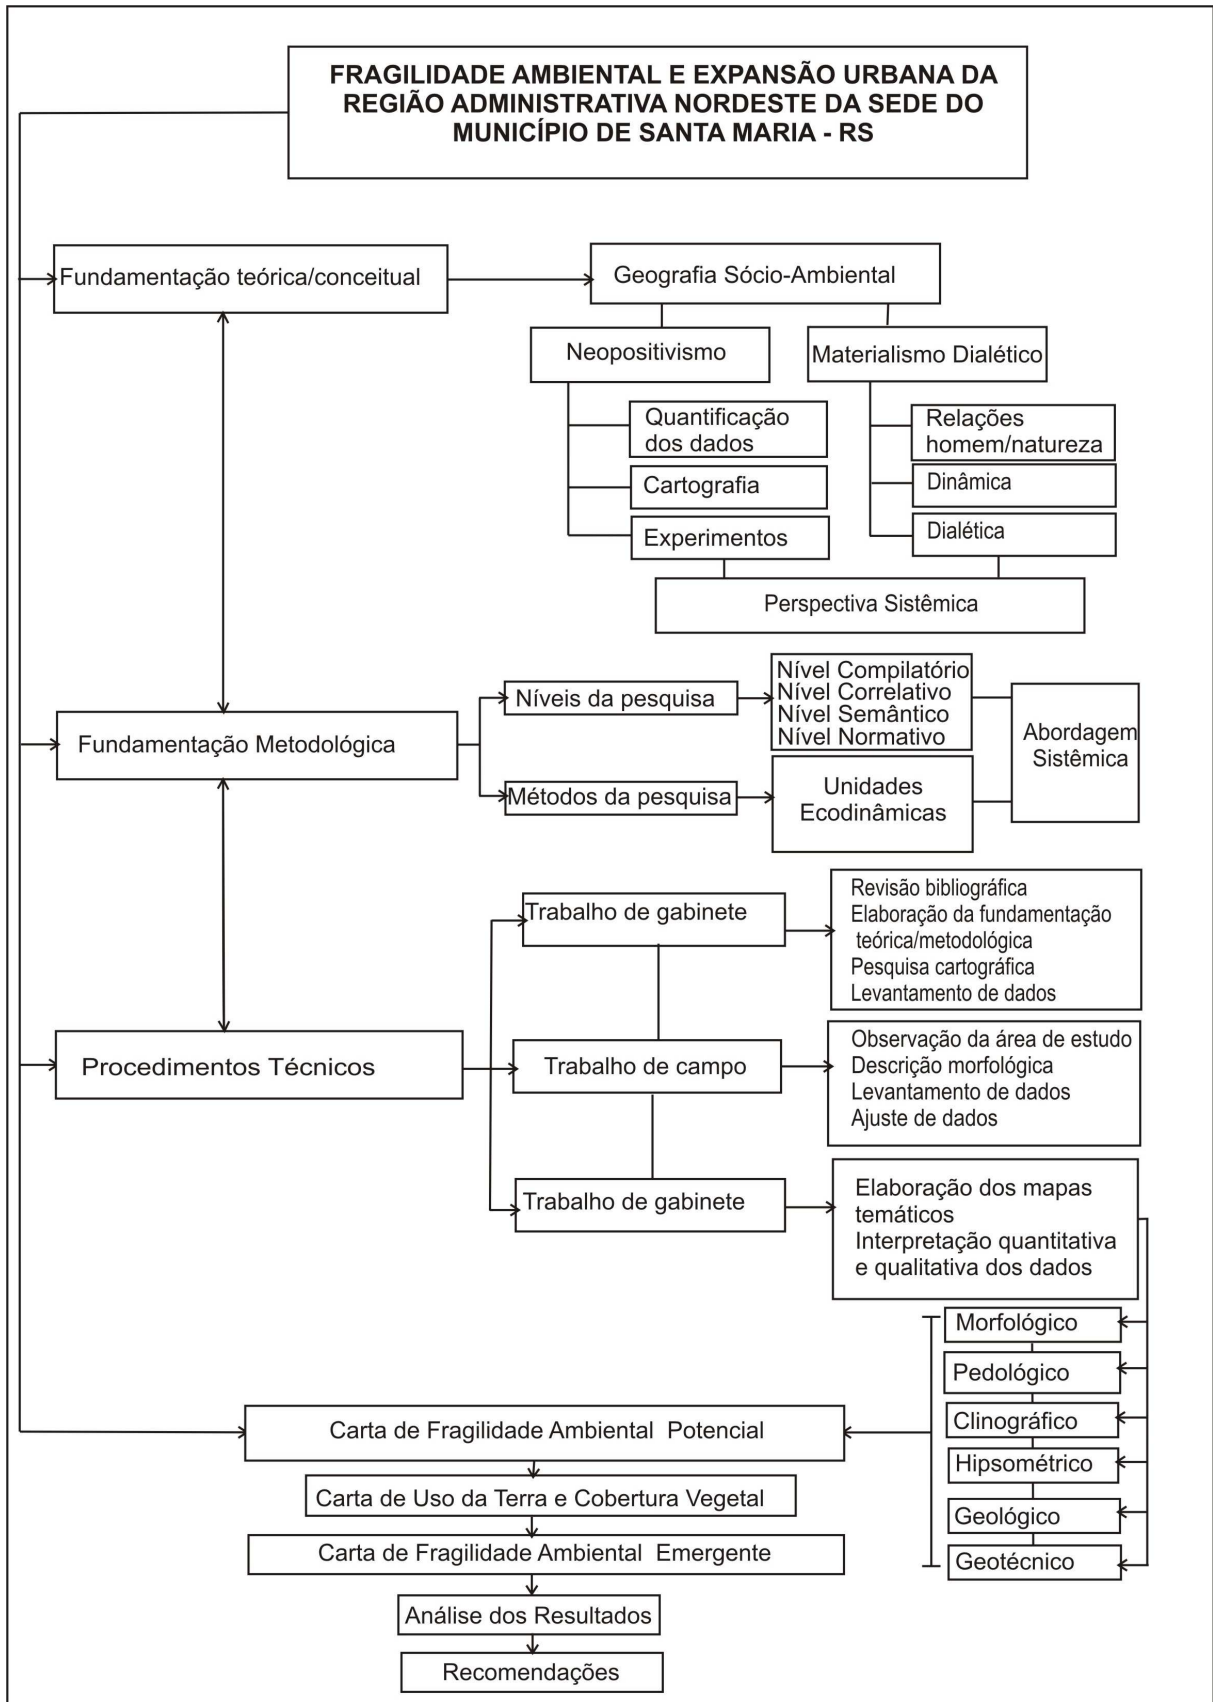 FRAGILIDADE AMBIENTAL E EXPANSÃO URBANA DA
REGIÃO ADMINISTRATIVA NORDESTE DA SEDE DO
MUNICÍPIO DE SANTA MARIA - RS
Fundamentação teórica/conceitual
Geografia Sócio-Ambiental
Neopositivismo
Materialismo Dialético
Quantificação
dos dados
Cartografia
Experimentos
Relações
homem/natureza
Dinâmica
Dialética
Perspectiva Sistêmica
Fundamentação Metodológica
Níveis da pesquisa
Nível Compilatório
Nível Correlativo
Nível Semântico
Nível Normativo
Métodos da pesquisa
Unidades
Ecodinâmicas
Abordagem
Sistêmica
Procedimentos Técnicos
Trabalho de gabinete
Revisão bibliográfica
Elaboração da fundamentação
teórica/metodológica
Pesquisa cartográfica
Levantamento de dados
Trabalho de campo
Observação da área de estudo
Descrição morfológica
Levantamento de dados
Ajuste de dados
Trabalho de gabinete
Elaboração dos mapas
temáticos
Interpretação quantitativa
e qualitativa dos dados
Morfológico
Pedológico
Clinográfico
Hipsométrico
Geológico
Geotécnico
Carta de Fragilidade Ambiental Potencial
Carta de Uso da Terra e Cobertura Vegetal
Carta de Fragilidade Ambiental Emergente
Análise dos Resultados
Recomendações